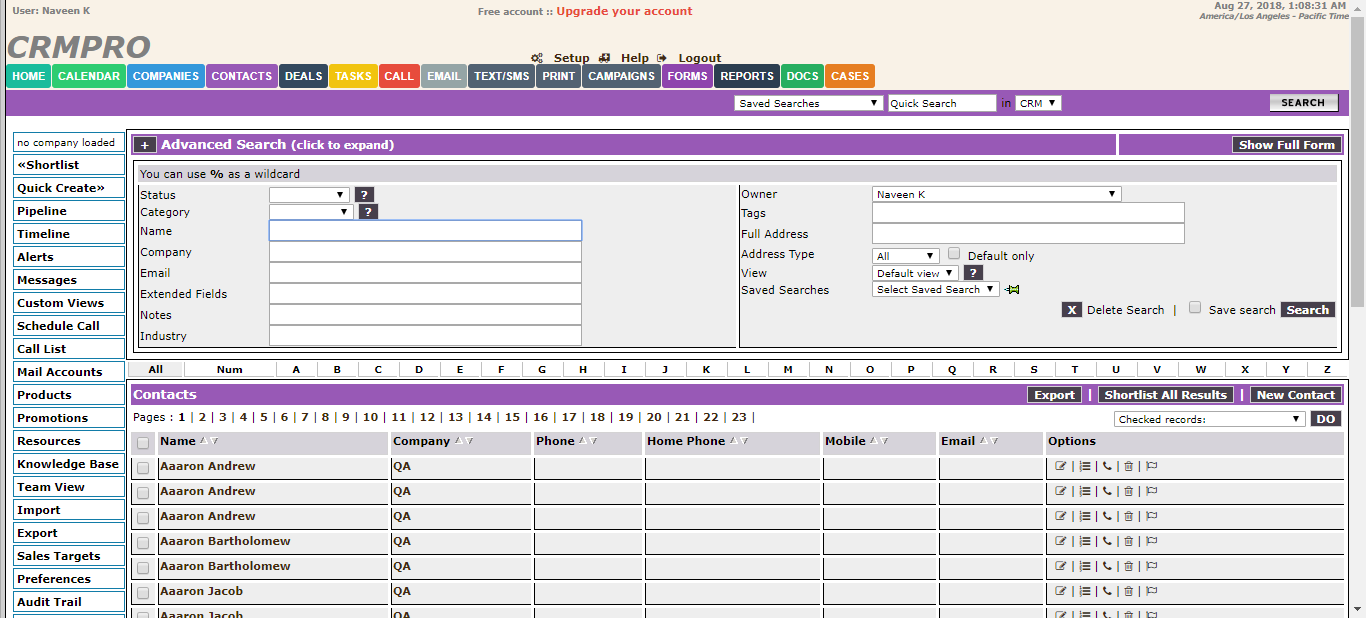 User: Naveen K
Free account :: Upgrade your account
Aug 27, 2018, 1:08:31 AM
America/Los Angeles - Pacific Time
CRMPRO
Setup Help Logout
HOME CALENDAR COMPANIES CONTACTS DEALS TASKS CALL EMAIL TEXT/SMS PRINT CAMPAIGNS FORMS REPORTS DOCS CASES
Saved Searches Quick Search in CRM SEARCH
no company loaded
«Shortlist
Quick Create»
Pipeline
Timeline
Alerts
Messages
Custom Views
Schedule Call
Call List
Mail Accounts
Products
Promotions
Resources
Knowledge Base
Team View
Import
Export
Sales Targets
Preferences
Audit Trail
+ Advanced Search (click to expand) Show Full Form
You can use % as a wildcard
Status ?
Category ?
Name
Company
Email
Extended Fields
Notes
Industry
Owner Naveen K
Tags
Full Address
Address Type All Default only
View Default view ?
Saved Searches Select Saved Search
X Delete Search | Save search Search
All Num A B C D E F G H I J K L M N O P Q R S T U V W X Y Z
Contacts Export | Shortlist All Results | New Contact
Pages : 1 | 2 | 3 | 4 | 5 | 6 | 7 | 8 | 9 | 10 | 11 | 12 | 13 | 14 | 15 | 16 | 17 | 18 | 19 | 20 | 21 | 22 | 23 |
Checked records: DO
Name Company Phone Home Phone Mobile Email Options
Aaaron Andrew QA | | | |
Aaaron Andrew QA | | | |
Aaaron Andrew QA | | | |
Aaaron Bartholomew QA | | | |
Aaaron Bartholomew QA | | | |
Aaaron Jacob QA | | | |
Aaaron Jacob QA | | | |